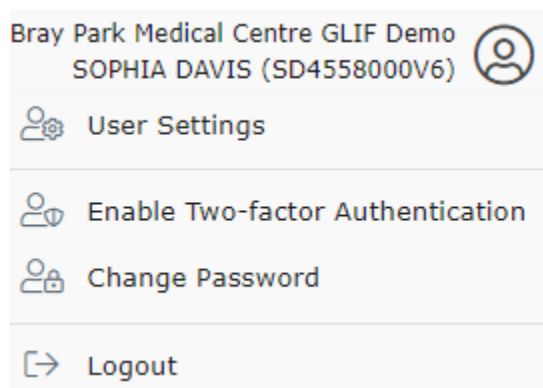 Bray Park Medical Centre GLIF Demo
SOPHIA DAVIS (SD4558000V6)
User Settings
Enable Two-factor Authentication
Change Password
Logout